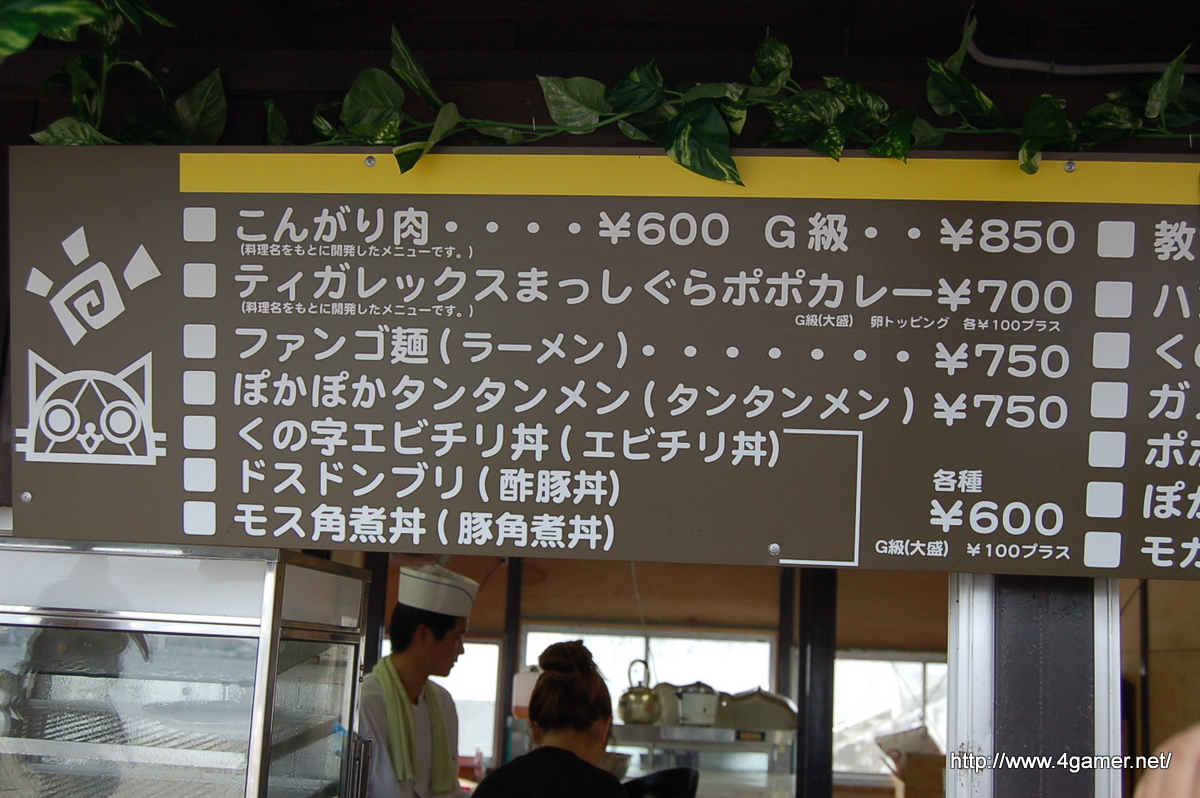 こんがり肉・・・・・¥600 G級・・¥850
(料理名をもとに開発したメニューです。)
ティガレックスまっしぐらポポカレー¥700
(料理名をもとに開発したメニューです。)
G級(大盛) 卵トッピング 各¥100プラス
ファンゴ麺(ラーメン)・・・・・・・¥750
ぽかぽかタンタンメン(タンタンメン)¥750
くの字エビチリ丼(エビチリ丼)
ドスドンブリ(酢豚丼)
モス角煮丼(豚角煮丼)
各種
¥600
G級(大盛) ¥100プラス
教
ハ
くの
ガ
ポポ
ぽか
モガ
http://www.4gamer.net/